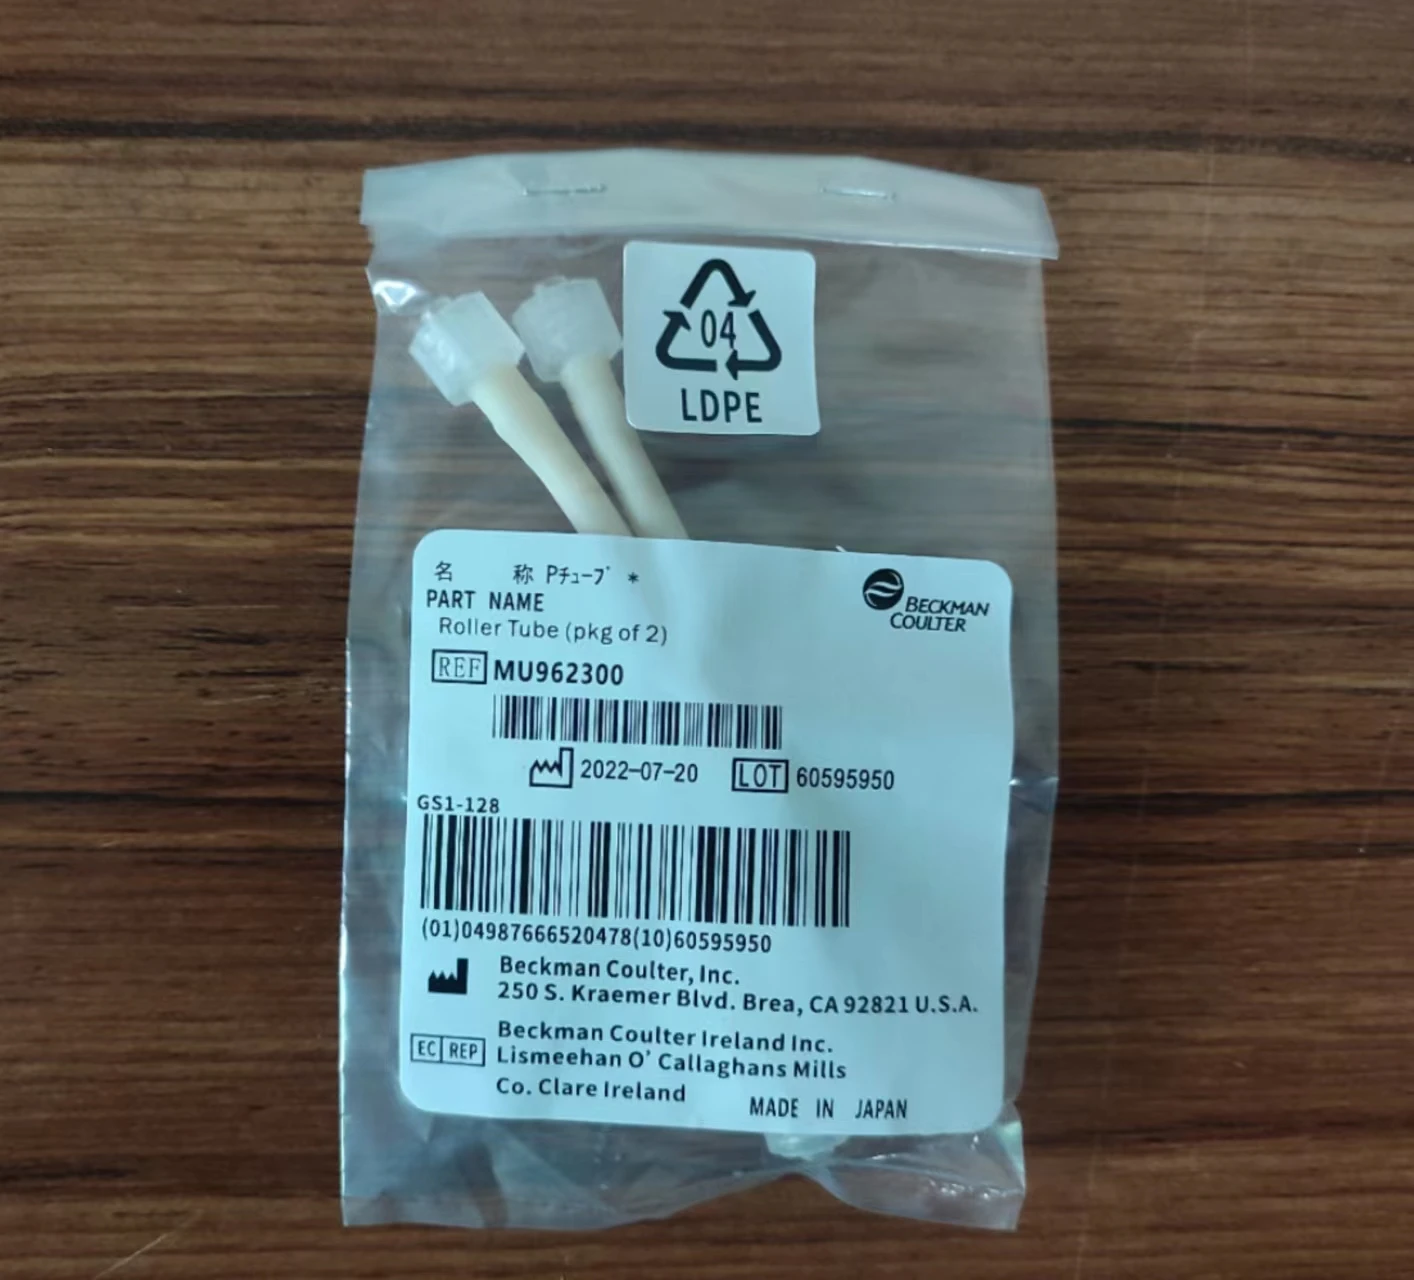 04
LDPE
名 称 Pﾁｭｰﾌﾞ *
PART NAME
Roller Tube (pkg of 2)
BECKMAN
COULTER
REF MU962300
2022-07-20 LOT 60595950
GS1-128
(01)04987666520478(10)60595950
Beckman Coulter, Inc.
250 S. Kraemer Blvd. Brea, CA 92821 U.S.A.
EC REP
Beckman Coulter Ireland Inc.
Lismeehan O' Callaghans Mills
Co. Clare Ireland
MADE IN JAPAN